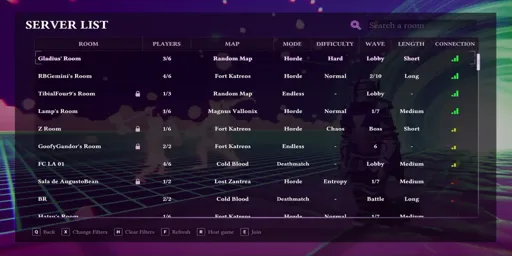 SERVER LIST
Search a room
ROOM PLAYERS MAP MODE DIFFICULTY WAVE LENGTH CONNECTION
Gladius' Room 3/6 Random Map Horde Hard Lobby Short
RBGemini's Room 4/6 Fort Katreos Horde Normal 2/10 Long
TibialFour9's Room 1/3 Random Map Endless - Lobby -
Lamp's Room 1/6 Magnus Vallonix Horde Normal 1/7 Medium
Z Room 1/6 Fort Katreos Horde Chaos Boss Short
GoofyGandor's Room 2/2 Fort Katreos Endless - 6 -
FC LA 01 4/6 Cold Blood Deathmatch - Lobby Medium
Sala de AugustoBean 1/2 Lost Zantrea Horde Entropy 1/7 Medium
BR 2/2 Cold Blood Deathmatch - Battle Long
Hatus's Room 1/6 Fort Katreos Horde Normal 1/7 Medium
Q Back X Change Filters H Clear Filters F Refresh R Host game E Join